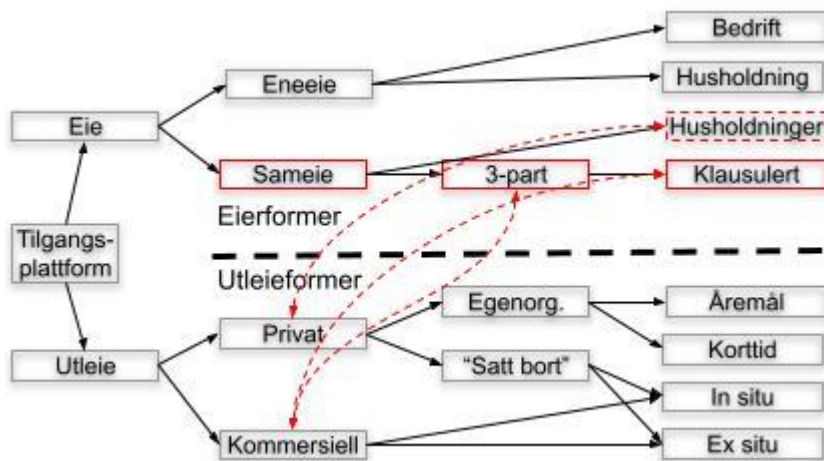 Bedrift
Eneeie
Husholdning
Eie
Husholdninger
Sameie
3-part
Klausulert
Eierformer
Tilgangs-
plattform
Utleieformer
Egenorg.
Åremål
Privat
Korttid
Utleie
"Satt bort"
In situ
Kommersiell
Ex situ